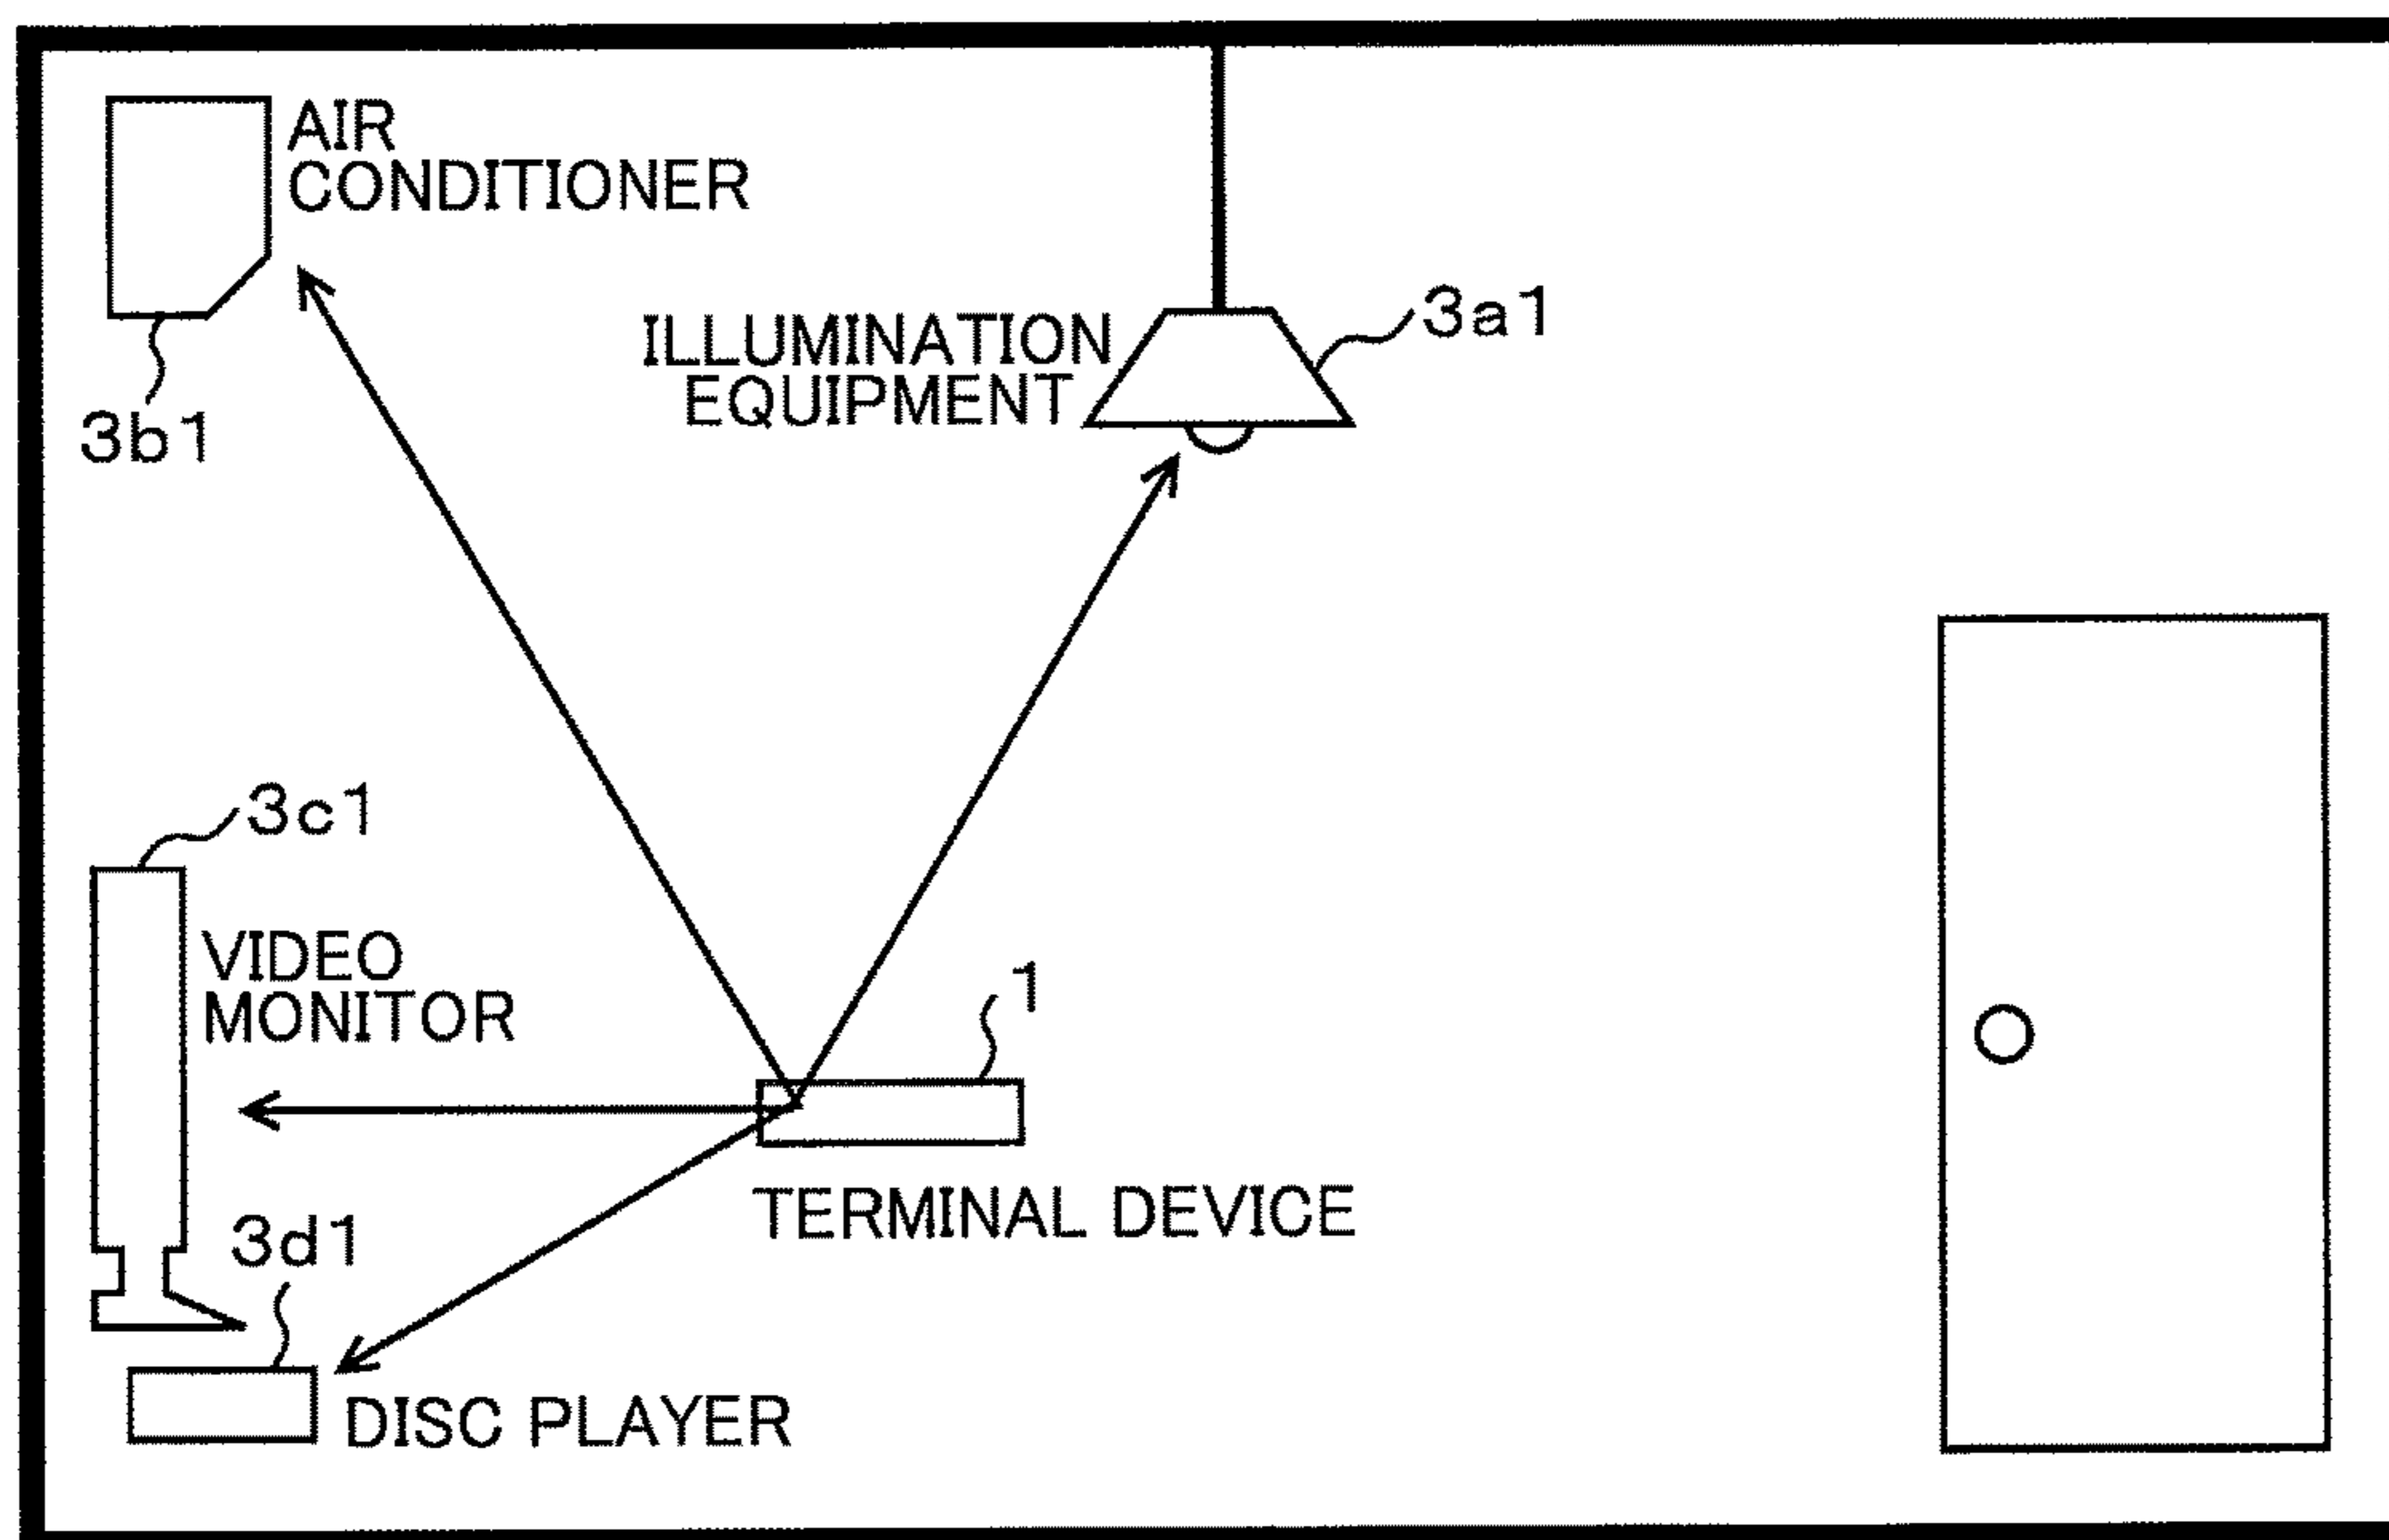 AIR
CONDITIONER
3b1
ILLUMINATION
EQUIPMENT
3a1
3c1
VIDEO
MONITOR
1
TERMINAL DEVICE
3d1
DISC PLAYER